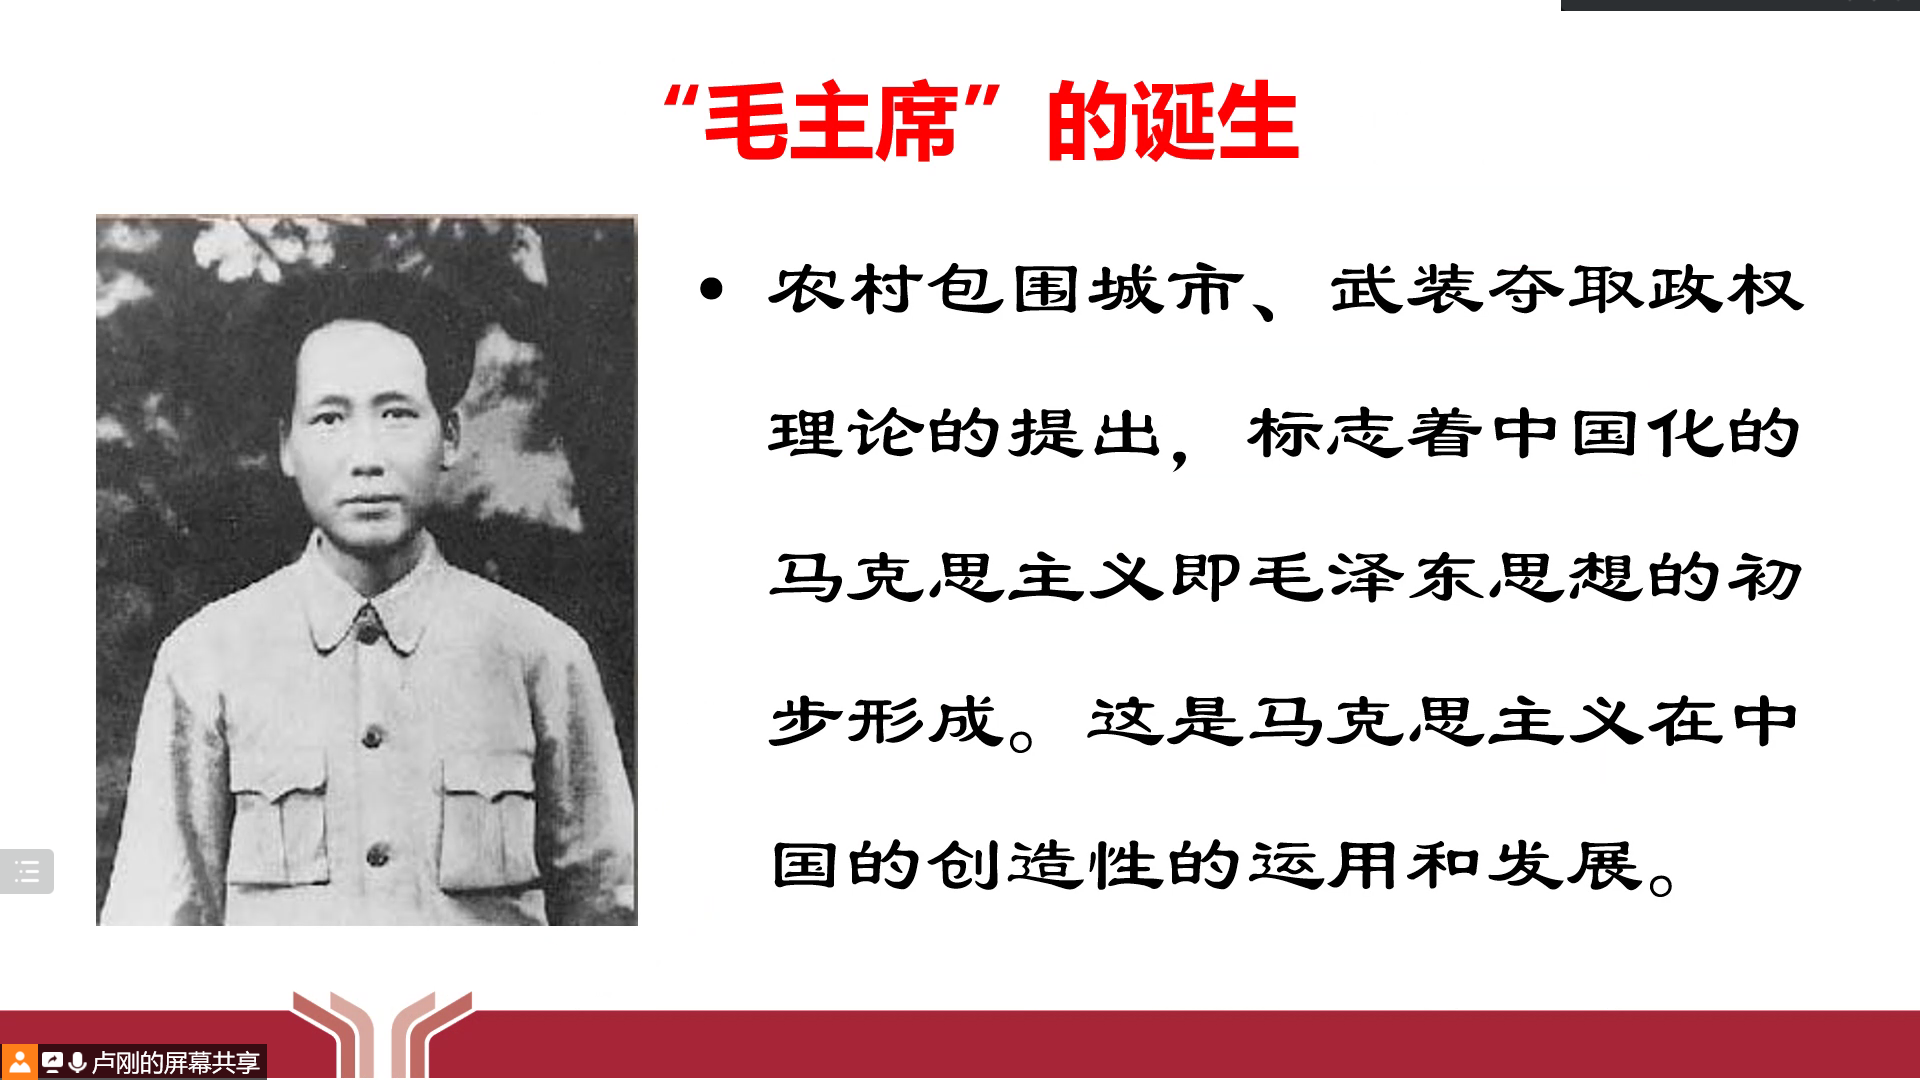 “毛主席”的诞生
• 农村包围城市、武装夺取政权
理论的提出，标志着中国化的
马克思主义即毛泽东思想的初
步形成。这是马克思主义在中
国的创造性的运用和发展。
卢刚的屏幕共享